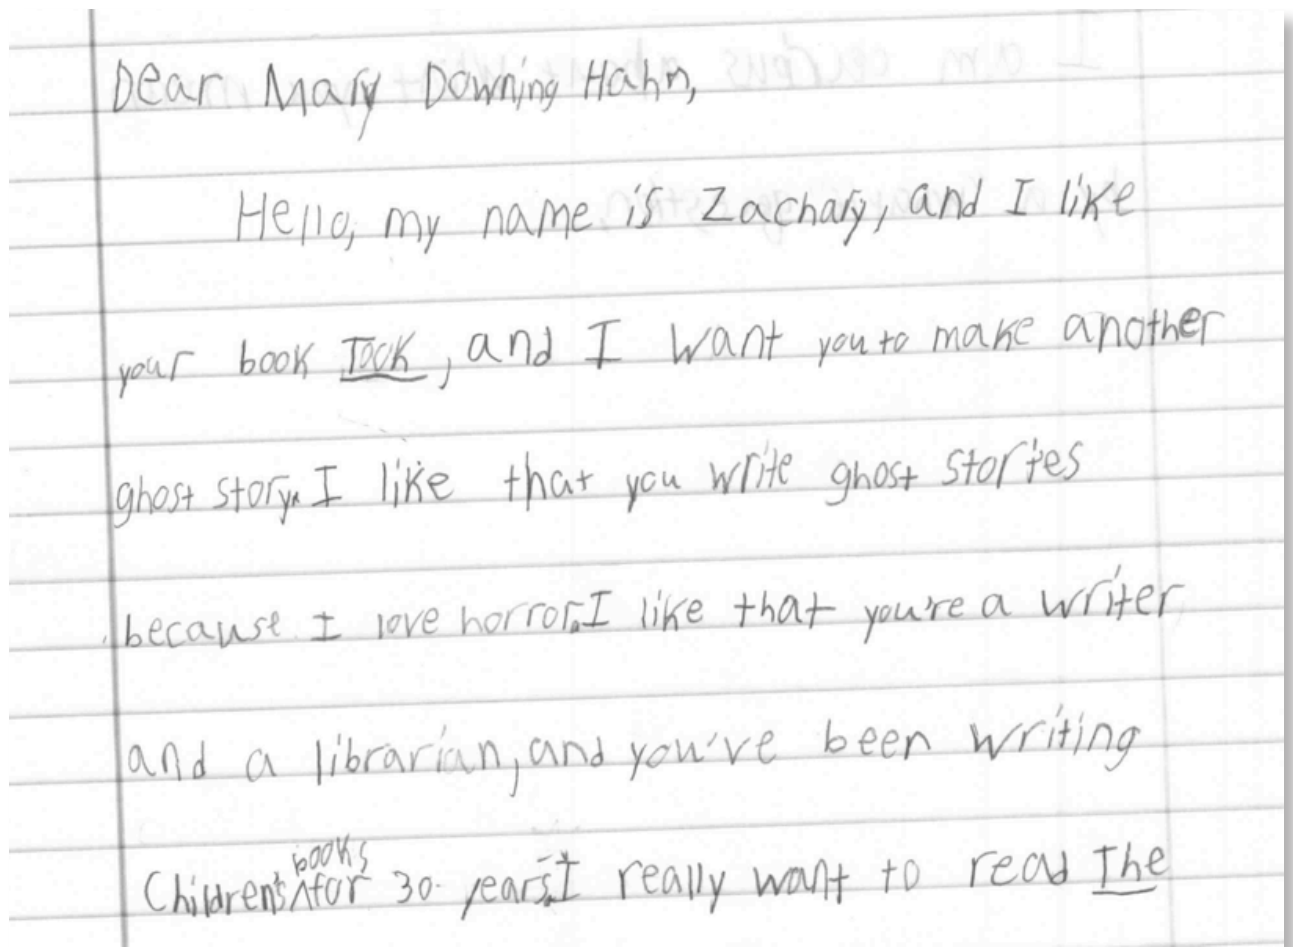 Dear Mary Downing Hahn,
Hello, my name is Zachary, and I like
your book Took, and I want you to make another
ghost story. I like that you write ghost stories
because I love horror. I like that you're a writer
and a librarian, and you've been writing
Children's books for 30 years. I really want to read The